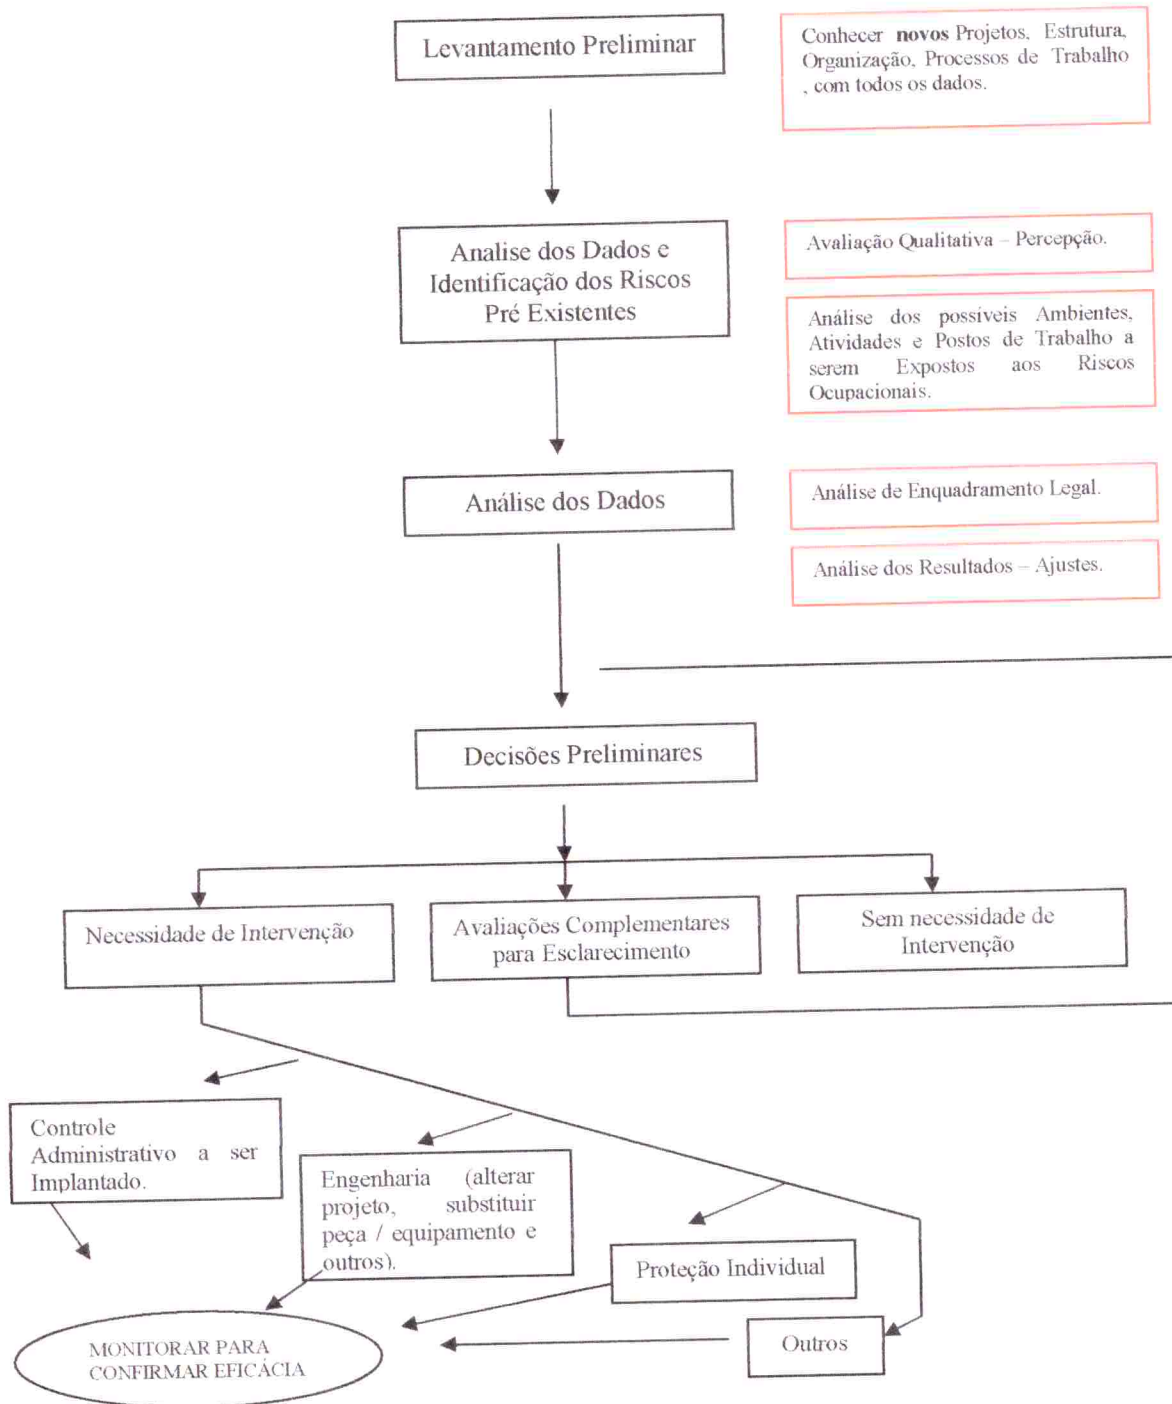 Levantamento Preliminar
Conhecer novos Projetos, Estrutura,
Organização, Processos de Trabalho
, com todos os dados.
Analise dos Dados e
Identificação dos Riscos
Pré Existentes
Avaliação Qualitativa – Percepção.
Análise dos possíveis Ambientes,
Atividades e Postos de Trabalho a
serem Expostos aos Riscos
Ocupacionais.
Análise dos Dados
Análise de Enquadramento Legal.
Análise dos Resultados – Ajustes.
Decisões Preliminares
Necessidade de Intervenção
Avaliações Complementares
para Esclarecimento
Sem necessidade de
Intervenção
Controle
Administrativo a ser
Implantado.
Engenharia (alterar
projeto, substituir
peça / equipamento e
outros).
Proteção Individual
Outros
MONITORAR PARA
CONFIRMAR EFICÁCIA